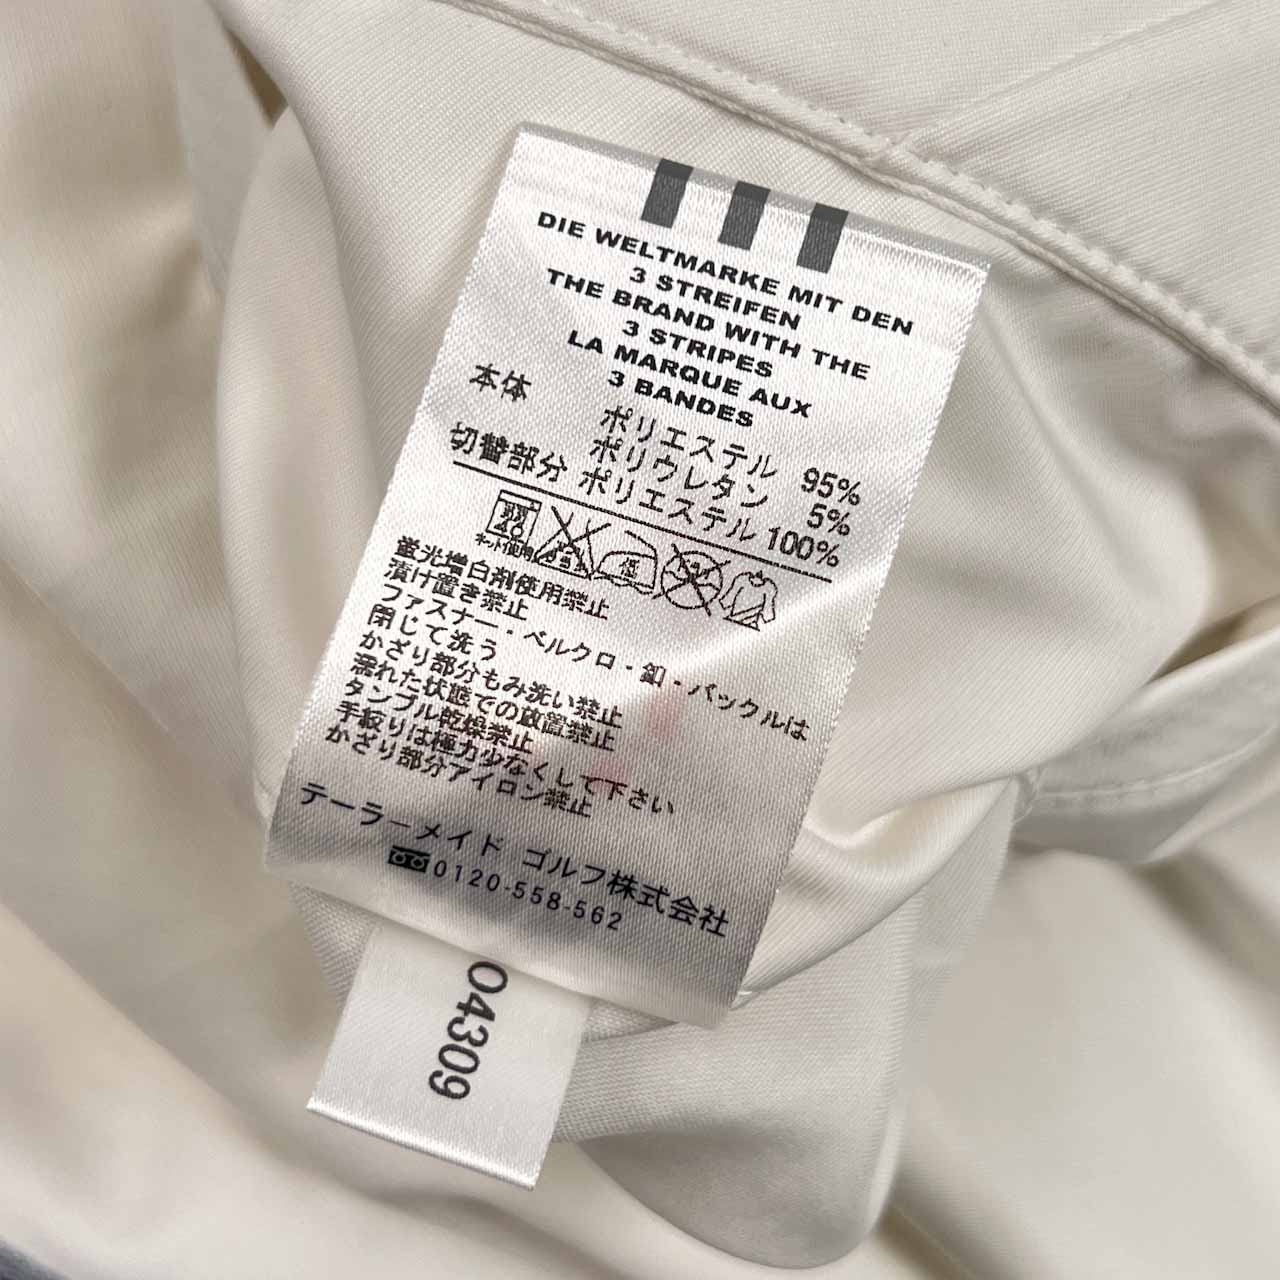 DIE WELTMARKE MIT DEN
3 STREIFEN
THE BRAND WITH THE
3 STRIPES
LA MARQUE AUX
3 BANDES
本体 ポリエステル 95%
ポリウレタン 5%
切替部分 ポリエステル 100%
弱
40
ネット使用
低
蛍光増白剤使用禁止
漬け置き禁止
ファスナー・ベルクロ・釦・バックルは
閉じて洗う
かざり部分もみ洗い禁止
濡れた状態での放置禁止
タンブル乾燥禁止
手絞りは極力少なくして下さい
かざり部分アイロン禁止
テーラーメイド ゴルフ株式会社
0120-558-562
04309